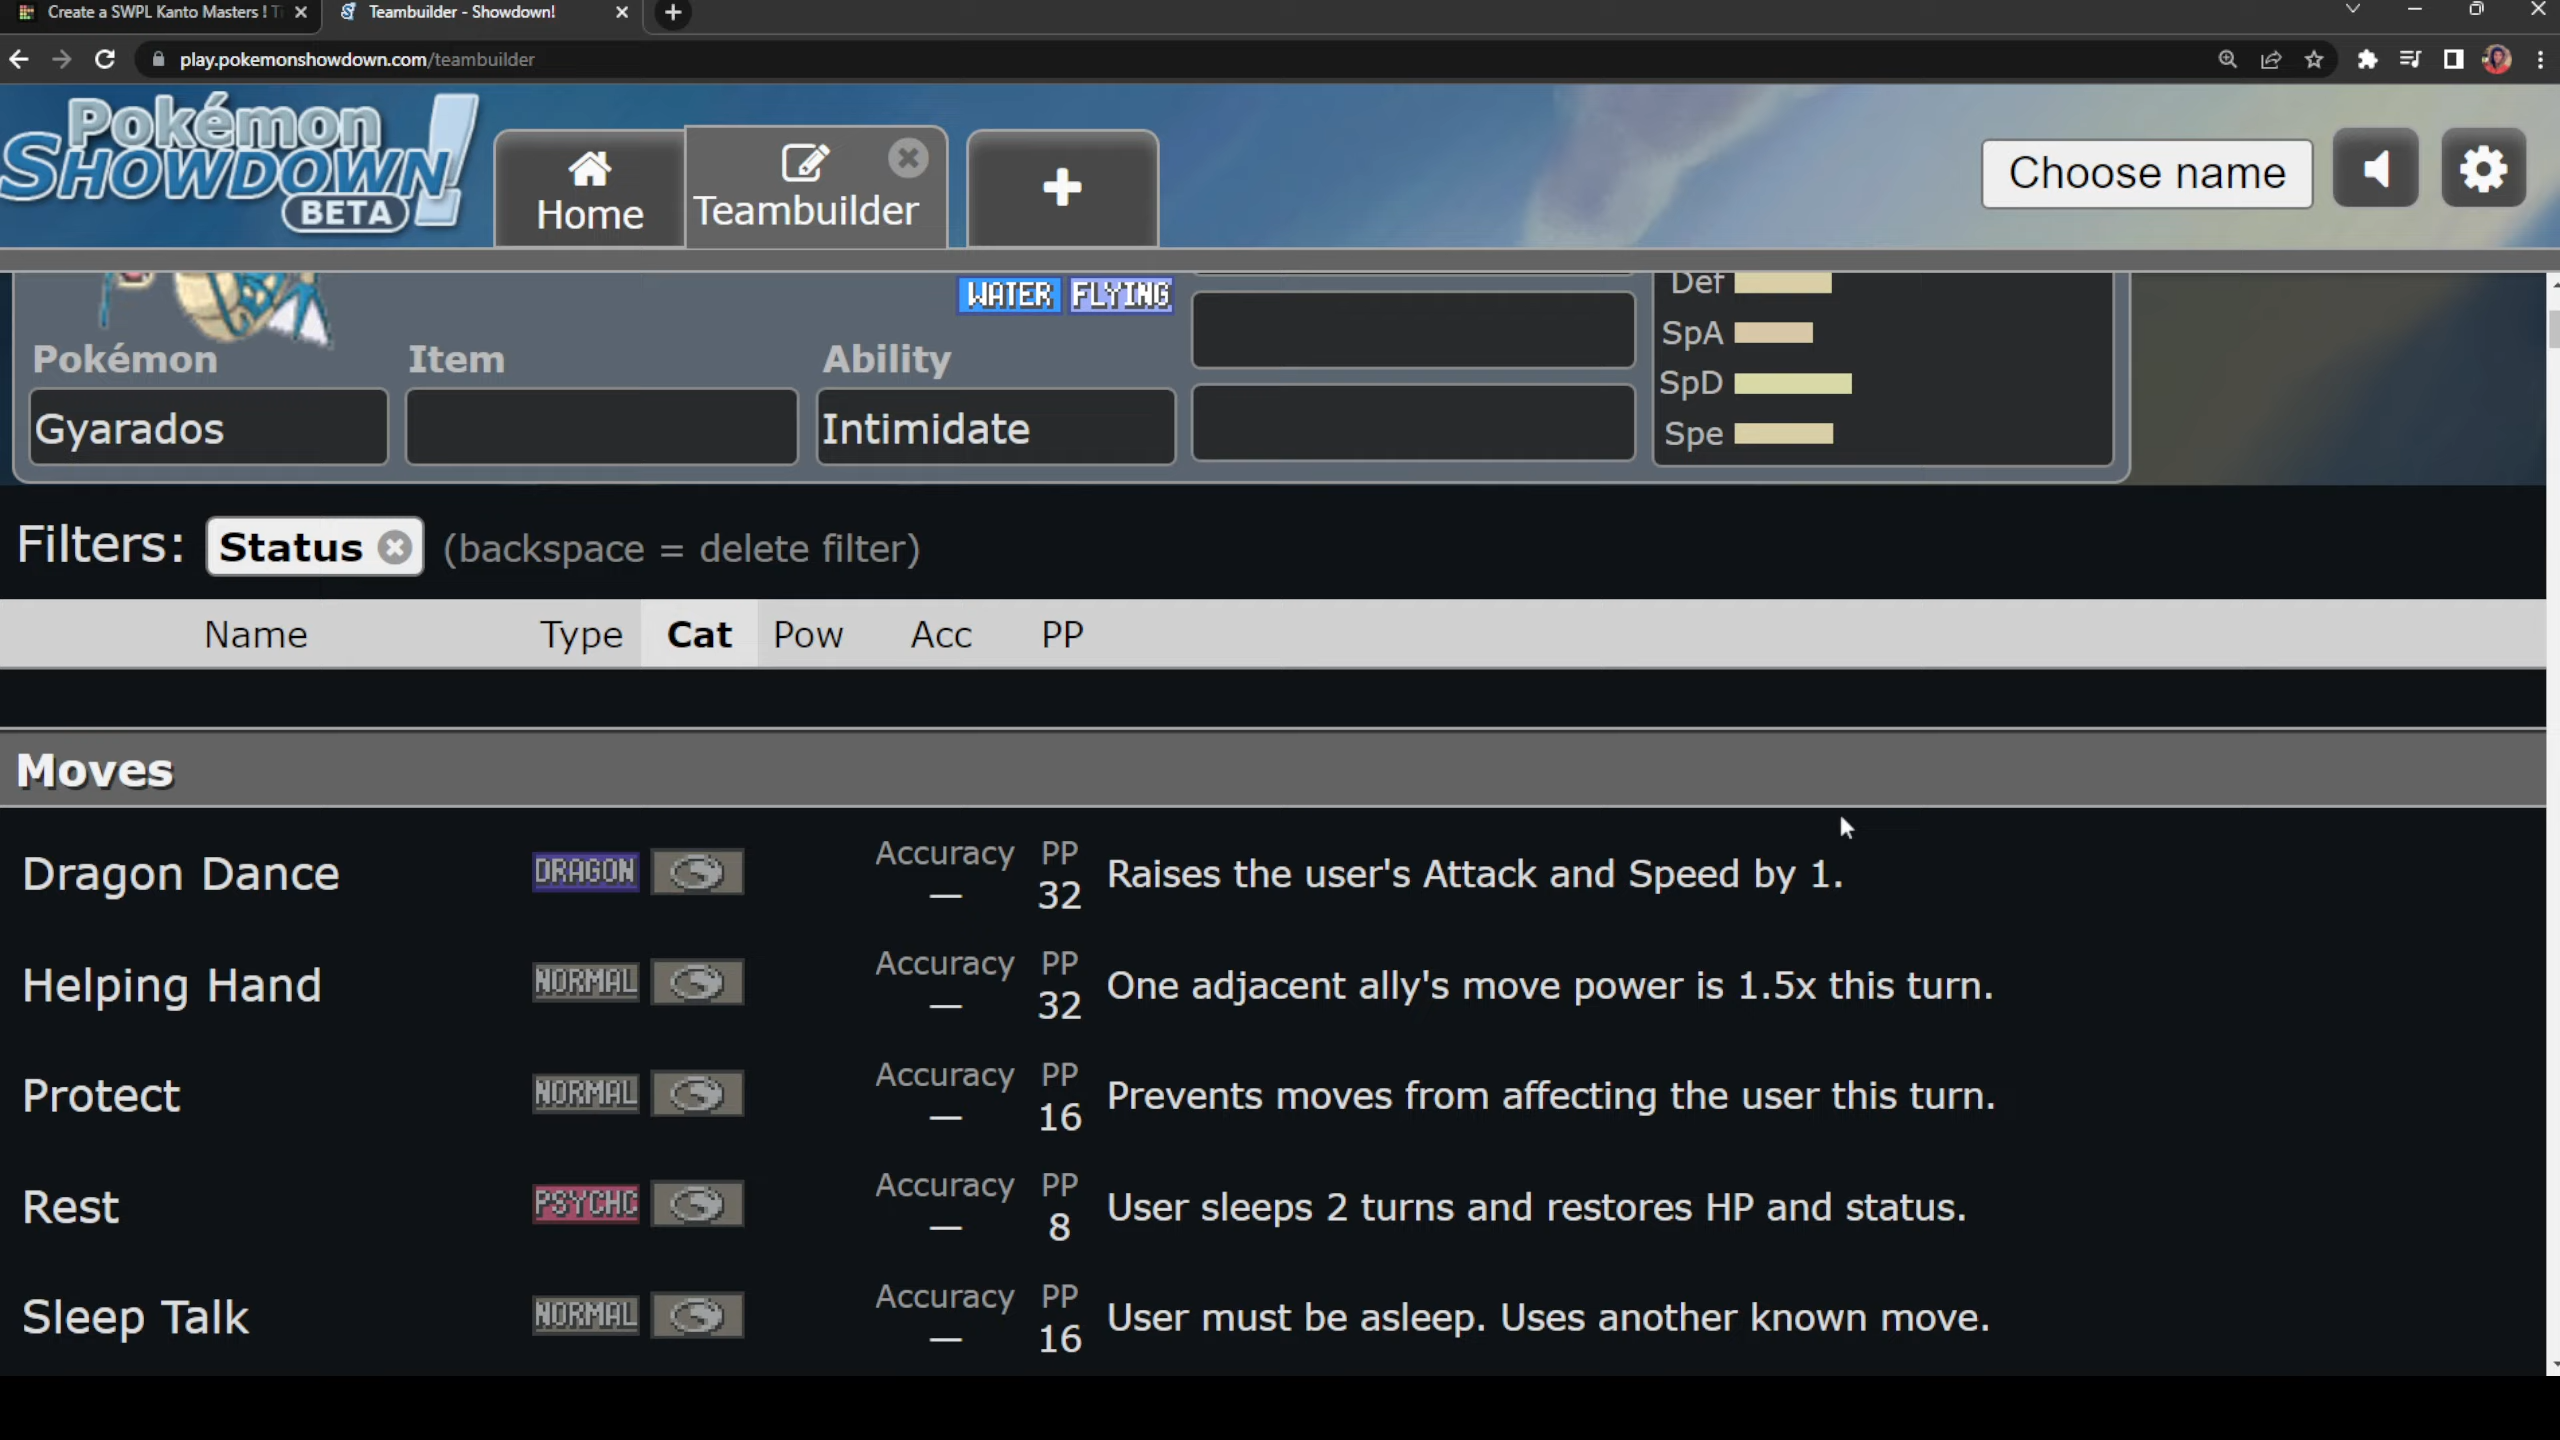 Create a SWPL Kanto Masters ! Ti
Teambuilder - Showdown!
play.pokemonshowdown.com/teambuilder
Pokémon
SHOWDOWN!
BETA
Home
Teambuilder
Choose name
WATER FLYING
Def
SpA
SpD
Spe
Pokémon Item Ability
Gyarados Intimidate
Filters: Status (backspace = delete filter)
Name Type Cat Pow Acc PP
Moves
Dragon Dance DRAGON Accuracy — PP 32 Raises the user's Attack and Speed by 1.
Helping Hand NORMAL Accuracy — PP 32 One adjacent ally's move power is 1.5x this turn.
Protect NORMAL Accuracy — PP 16 Prevents moves from affecting the user this turn.
Rest PSYCHC Accuracy — PP 8 User sleeps 2 turns and restores HP and status.
Sleep Talk NORMAL Accuracy — PP 16 User must be asleep. Uses another known move.